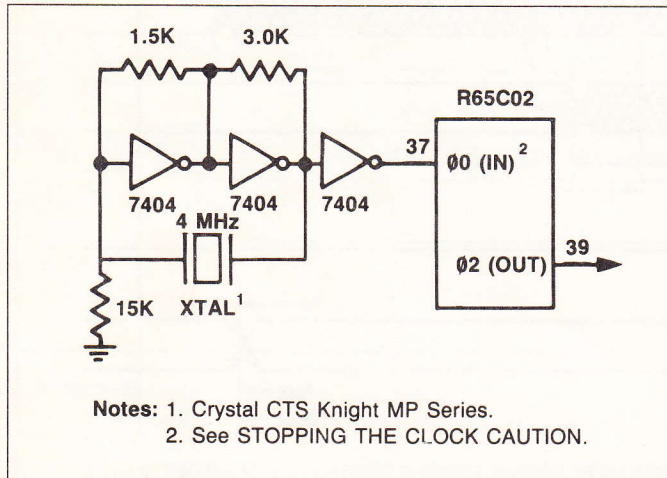 1.5K 3.0K
R65C02
37
Ø0 (IN) 2
7404 7404 7404
4 MHz
Ø2 (OUT)
39
15K
XTAL1
Notes: 1. Crystal CTS Knight MP Series.
2. See STOPPING THE CLOCK CAUTION.